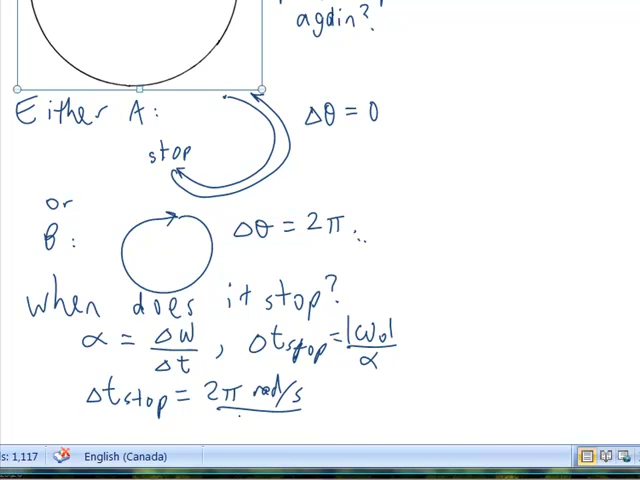 again?
Either A:
Δθ = 0
stop
or
B:
Δθ = 2π
When does it stop?
α = Δω/Δt, Δtstop = |ω0|/α
Δtstop = 2π rad/s
s: 1,117 English (Canada)